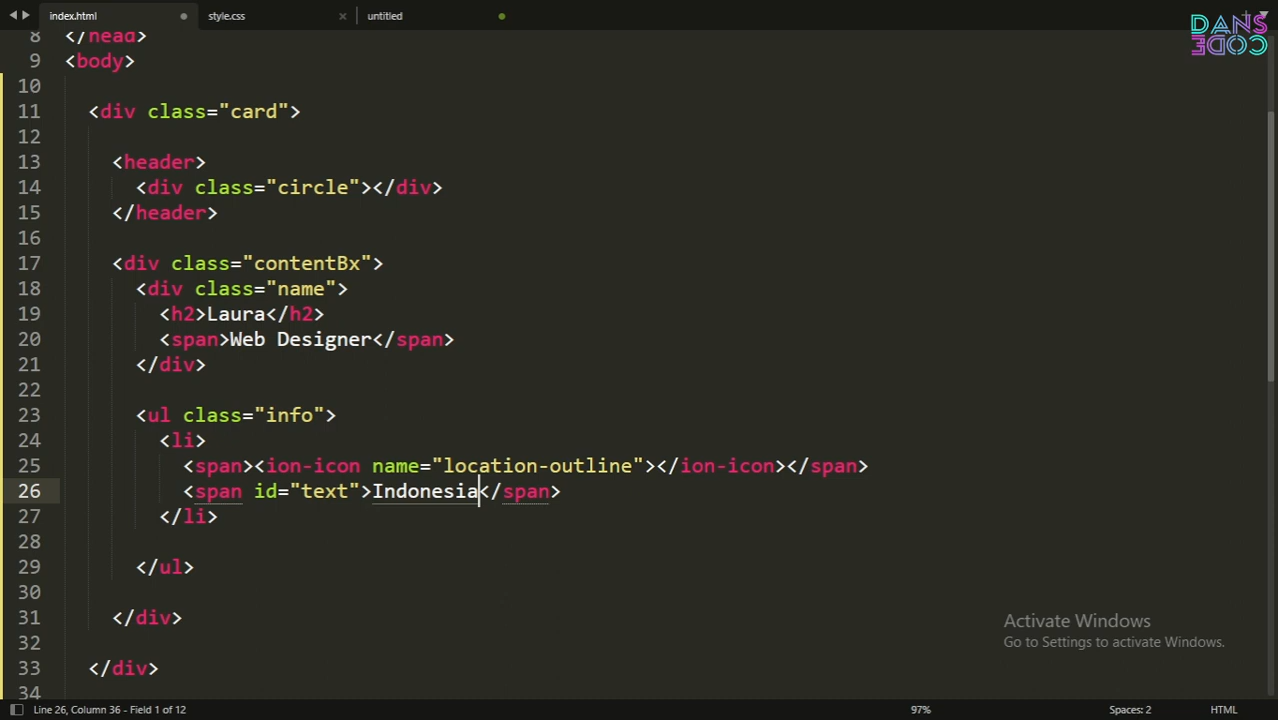 index.html
style.css
untitled
DANS
CODE
8 </head>
9 <body>
10
11 <div class="card">
12
13 <header>
14 <div class="circle"></div>
15 </header>
16
17 <div class="contentBx">
18 <div class="name">
19 <h2>Laura</h2>
20 <span>Web Designer</span>
21 </div>
22
23 <ul class="info">
24 <li>
25 <span><ion-icon name="location-outline"></ion-icon></span>
26 <span id="text">Indonesia</span>
27 </li>
28
29 </ul>
30
31 </div>
32
33 </div>
34
Activate Windows
Go to Settings to activate Windows.
Line 26, Column 36 - Field 1 of 12
97%
Spaces: 2
HTML